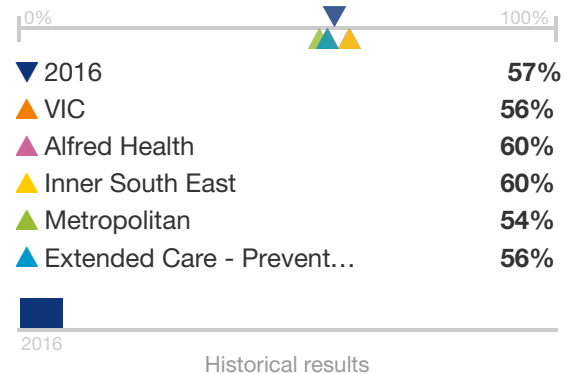 0% 100%
2016 57%
VIC 56%
Alfred Health 60%
Inner South East 60%
Metropolitan 54%
Extended Care - Prevent… 56%
2016
Historical results